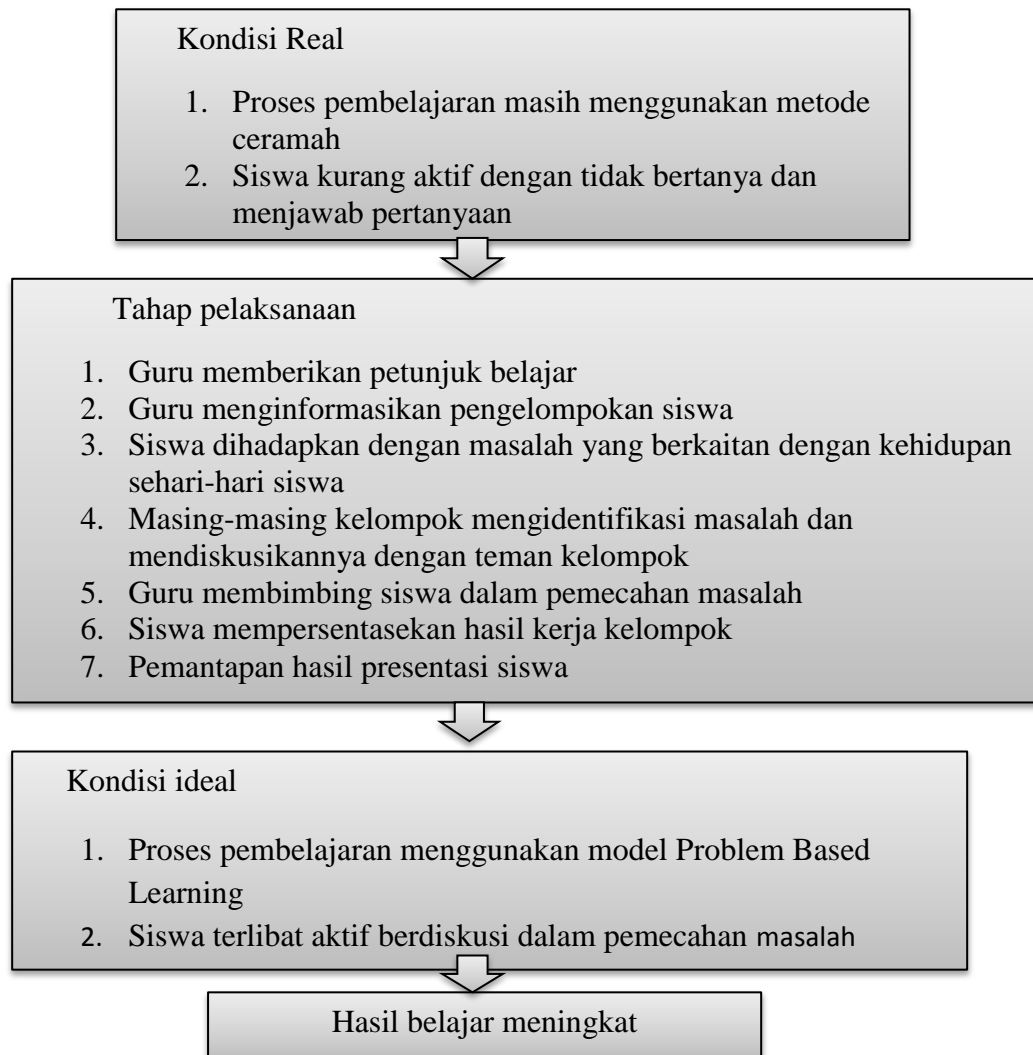 Kondisi Real
1. Proses pembelajaran masih menggunakan metode
ceramah
2. Siswa kurang aktif dengan tidak bertanya dan
menjawab pertanyaan
Tahap pelaksanaan
1. Guru memberikan petunjuk belajar
2. Guru menginformasikan pengelompokan siswa
3. Siswa dihadapkan dengan masalah yang berkaitan dengan kehidupan
sehari-hari siswa
4. Masing-masing kelompok mengidentifikasi masalah dan
mendiskusikannya dengan teman kelompok
5. Guru membimbing siswa dalam pemecahan masalah
6. Siswa mempersentasekan hasil kerja kelompok
7. Pemantapan hasil presentasi siswa
Kondisi ideal
1. Proses pembelajaran menggunakan model Problem Based
Learning
2. Siswa terlibat aktif berdiskusi dalam pemecahan masalah
Hasil belajar meningkat